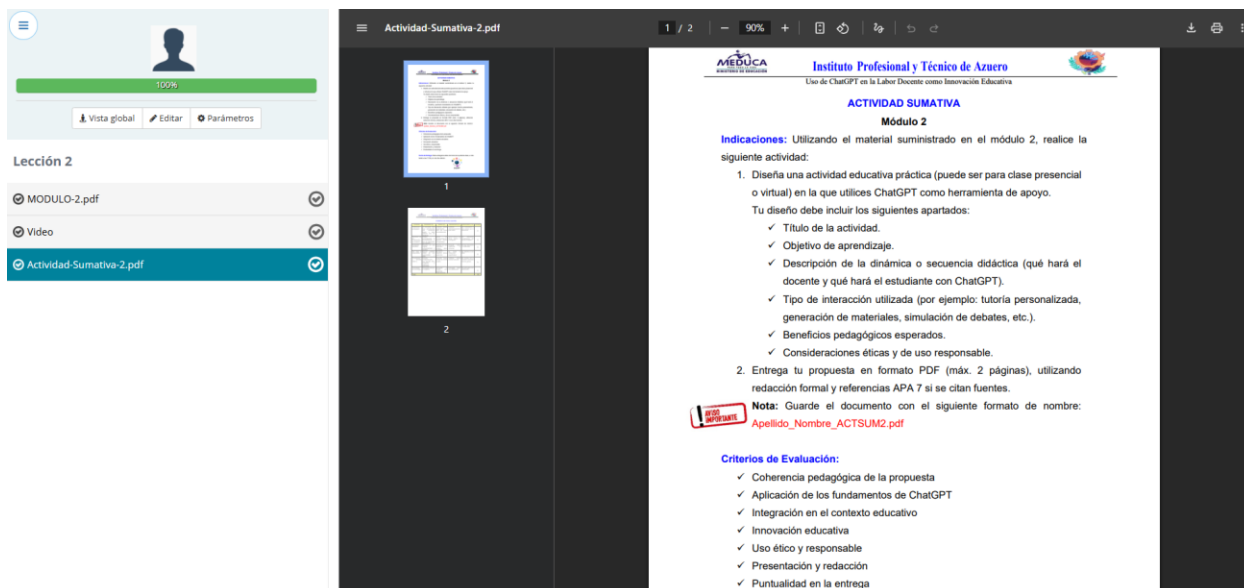 100%
Vista global
Editar
Parámetros
Lección 2
MODULO-2.pdf
Video
Actividad-Sumativa-2.pdf
Actividad-Sumativa-2.pdf
1 / 2
90%
1
2
MEDUCA
MINISTERIO DE EDUCACIÓN
Instituto Profesional y Técnico de Azuero
Uso de ChatGPT en la Labor Docente como Innovación Educativa
ACTIVIDAD SUMATIVA
Módulo 2
Indicaciones: Utilizando el material suministrado en el módulo 2, realice la
siguiente actividad:
1. Diseña una actividad educativa práctica (puede ser para clase presencial
o virtual) en la que utilices ChatGPT como herramienta de apoyo.
Tu diseño debe incluir los siguientes apartados:
✓ Título de la actividad.
✓ Objetivo de aprendizaje.
✓ Descripción de la dinámica o secuencia didáctica (qué hará el
docente y qué hará el estudiante con ChatGPT).
✓ Tipo de interacción utilizada (por ejemplo: tutoría personalizada,
generación de materiales, simulación de debates, etc.).
✓ Beneficios pedagógicos esperados.
✓ Consideraciones éticas y de uso responsable.
2. Entrega tu propuesta en formato PDF (máx. 2 páginas), utilizando
redacción formal y referencias APA 7 si se citan fuentes.
AVISO
IMPORTANTE
Nota: Guarde el documento con el siguiente formato de nombre:
Apellido_Nombre_ACTSUM2.pdf
Criterios de Evaluación:
✓ Coherencia pedagógica de la propuesta
✓ Aplicación de los fundamentos de ChatGPT
✓ Integración en el contexto educativo
✓ Innovación educativa
✓ Uso ético y responsable
✓ Presentación y redacción
✓ Puntualidad en la entrega